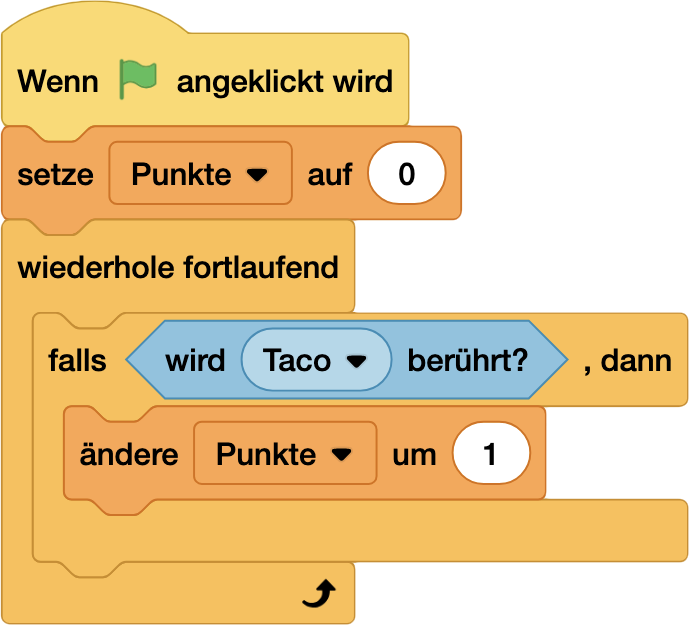 Wenn angeklickt wird
setze Punkte auf 0
wiederhole fortlaufend
falls wird Taco berührt? , dann
ändere Punkte um 1